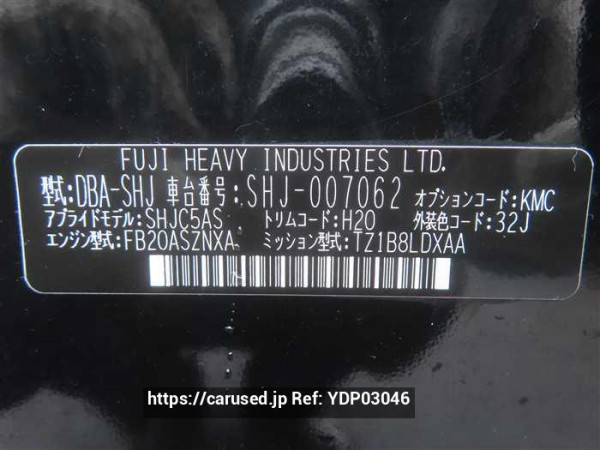 FUJI HEAVY INDUSTRIES LTD.
型式:DBA-SHJ 車台番号:SHJ-007062 オプションコード:KMC
アプライドモデル:SHJC5AS トリムコード:H20 外装色コード:32J
エンジン型式:FB20ASZNXA ミッション型式:TZ1B8LDXAA
https://carused.jp Ref: YDP03046